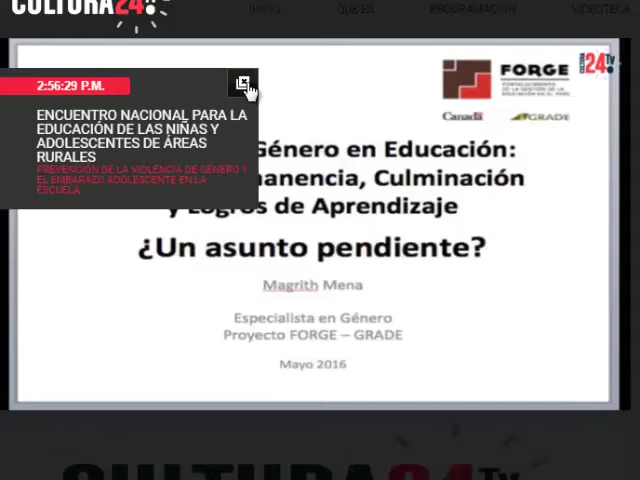 CULTURA24
INICIO QUÉ ES PROGRAMACIÓN VIDEOTECA
2:56:29 P.M.
ENCUENTRO NACIONAL PARA LA
EDUCACIÓN DE LAS NIÑAS Y
ADOLESCENTES DE ÁREAS
RURALES
PREVENCIÓN DE LA VIOLENCIA DE GÉNERO Y
EL EMBARAZO ADOLESCENTE EN LA
ESCUELA
FORGE
FORTALECIMIENTO
DE LA GESTIÓN DE LA
EDUCACIÓN EN EL PERÚ
Canada GRADE
CULTURA 24 TV
Género en Educación:
manencia, Culminación
y Logros de Aprendizaje
¿Un asunto pendiente?
Magrith Mena
Especialista en Género
Proyecto FORGE – GRADE
Mayo 2016
CULTURA24 TV